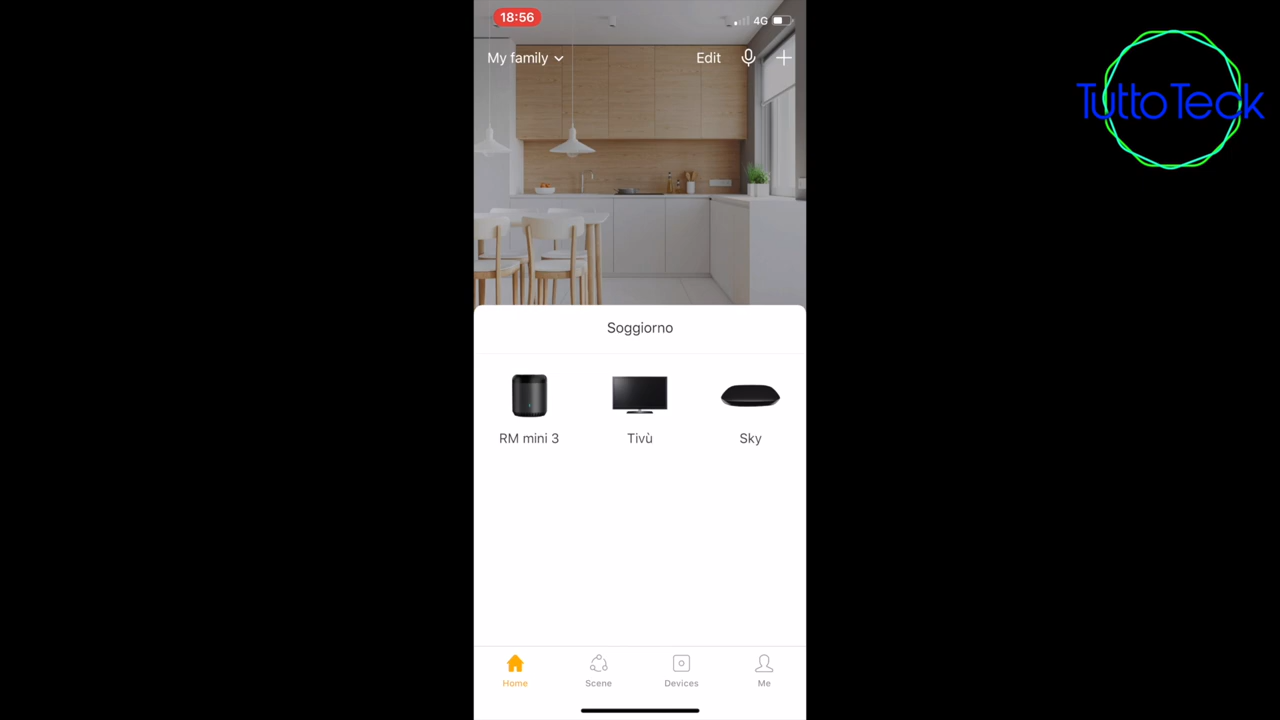 18:56
4G
My family
Edit
TuttoTeck
Soggiorno
RM mini 3
Tivù
Sky
Home
Scene
Devices
Me